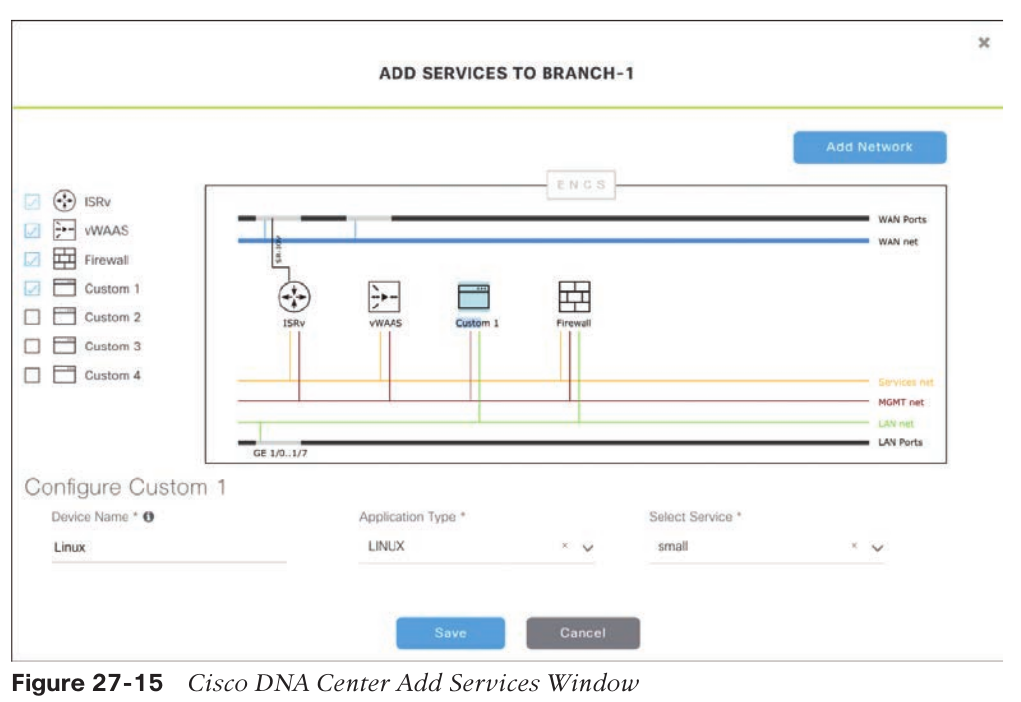 ADD SERVICES TO BRANCH-1
Add Network
ENCS
ISRv
vWAAS
Firewall
Custom 1
Custom 2
Custom 3
Custom 4
WAN Ports
WAN net
SR-IOV
ISRv
vWAAS
Custom 1
Firewall
Services net
MGMT net
LAN net
LAN Ports
GE 1/0..1/7
Configure Custom 1
Device Name *
Application Type *
Select Service *
Linux
LINUX
small
Save
Cancel
Figure 27-15 Cisco DNA Center Add Services Window